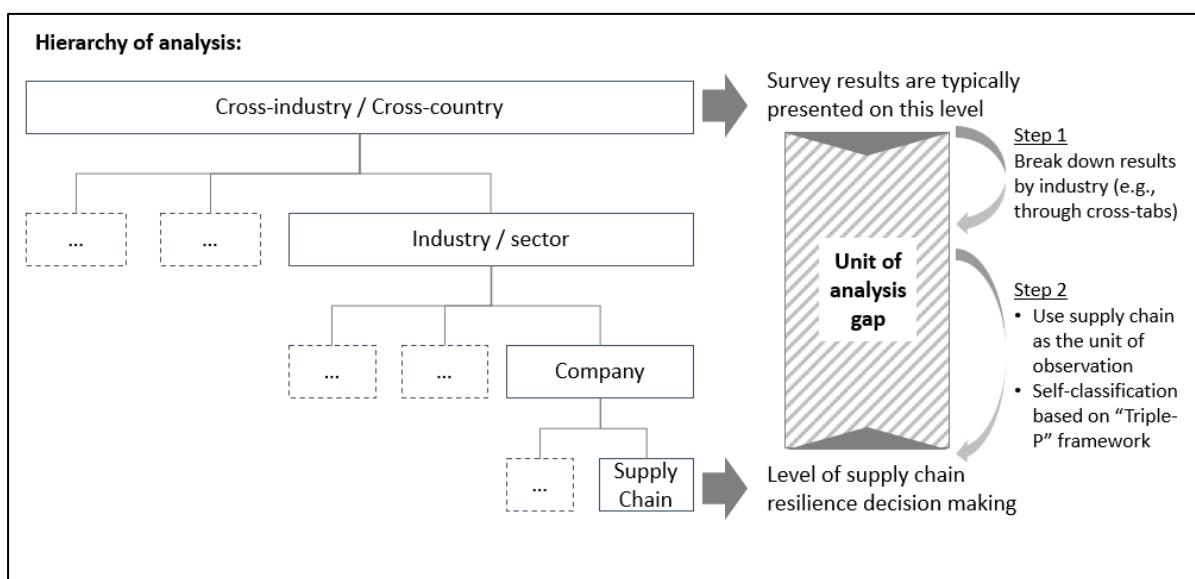 Hierarchy of analysis:
Cross-industry / Cross-country
Survey results are typically
presented on this level
Step 1
Break down results
by industry (e.g.,
through cross-tabs)
...
...
Industry / sector
Unit of
analysis
gap
Step 2
• Use supply chain
as the unit of
observation
• Self-classification
based on “Triple-
P” framework
...
...
Company
...
Supply
Chain
Level of supply chain
resilience decision making